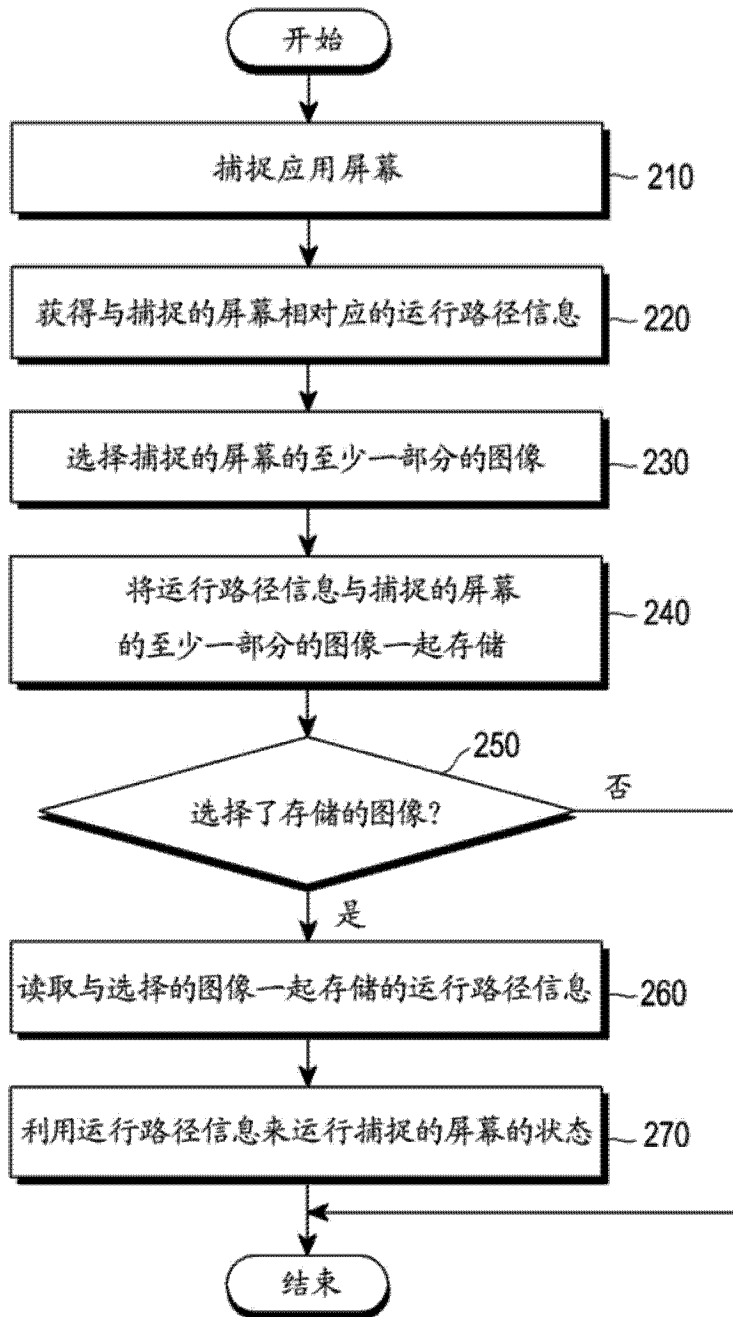 开始
捕捉应用屏幕
210
获得与捕捉的屏幕相对应的运行路径信息
220
选择捕捉的屏幕的至少一部分的图像
230
将运行路径信息与捕捉的屏幕
的至少一部分的图像一起存储
240
250
选择了存储的图像?
否
是
读取与选择的图像一起存储的运行路径信息
260
利用运行路径信息来运行捕捉的屏幕的状态
270
结束